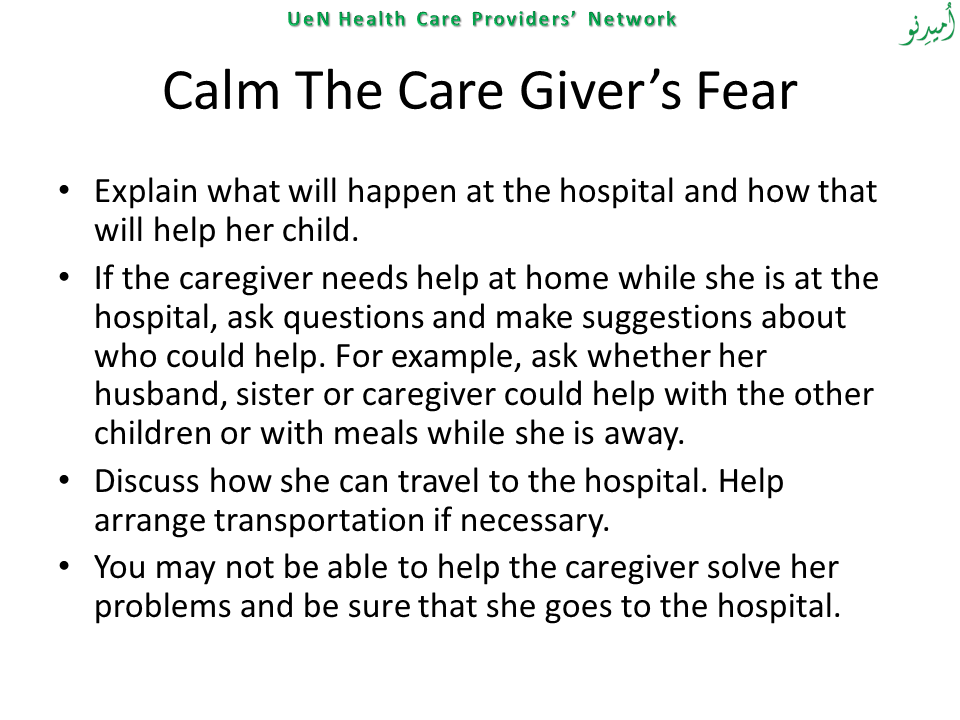 UeN Health Care Providers’ Network
اُمیدِنو
Calm The Care Giver’s Fear
• Explain what will happen at the hospital and how that
will help her child.
• If the caregiver needs help at home while she is at the
hospital, ask questions and make suggestions about
who could help. For example, ask whether her
husband, sister or caregiver could help with the other
children or with meals while she is away.
• Discuss how she can travel to the hospital. Help
arrange transportation if necessary.
• You may not be able to help the caregiver solve her
problems and be sure that she goes to the hospital.